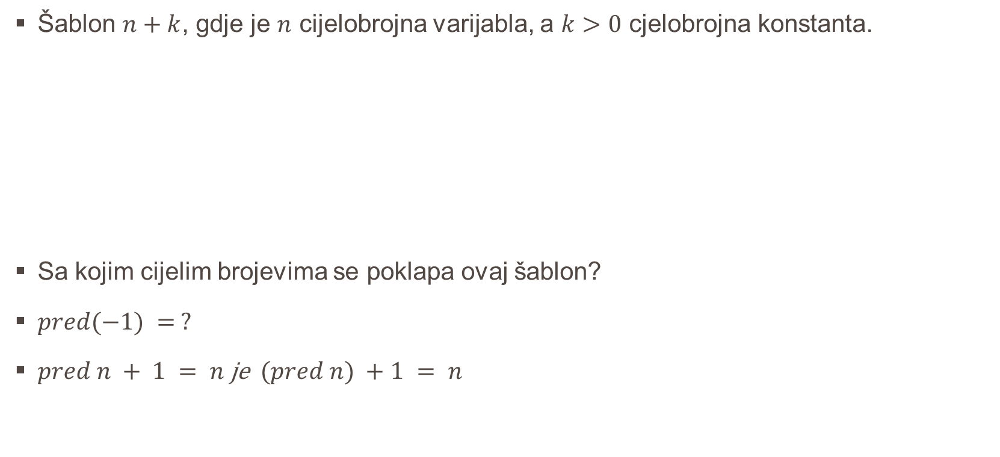 ▪ Šablon n + k, gdje je n cijelobrojna varijabla, a k > 0 cjelobrojna konstanta.
▪ Sa kojim cijelim brojevima se poklapa ovaj šablon?
▪ pred(−1) = ?
▪ pred n + 1 = n je (pred n) + 1 = n